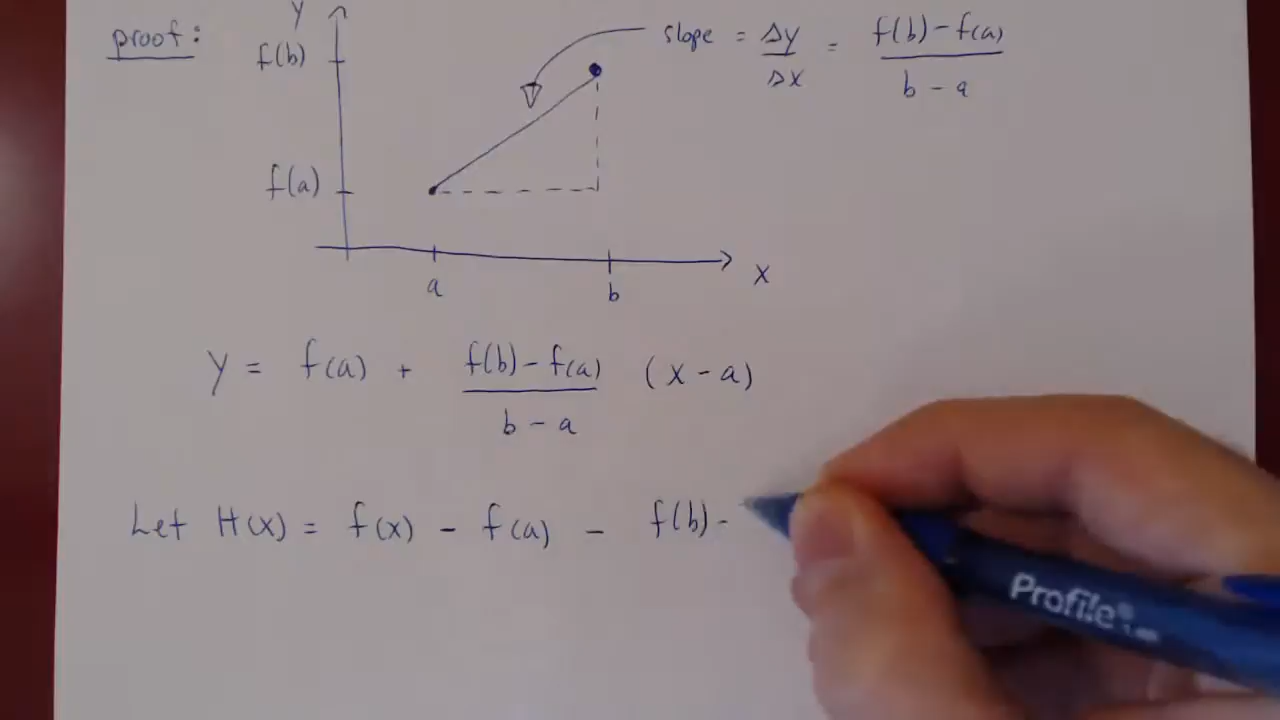 proof:
y
f(b)
slope = Δy/Δx = f(b) - f(a) / b - a
f(a)
a
b
x
y = f(a) + f(b) - f(a) / b - a (x - a)
Let H(x) = f(x) - f(a) - f(b) -
Profile®